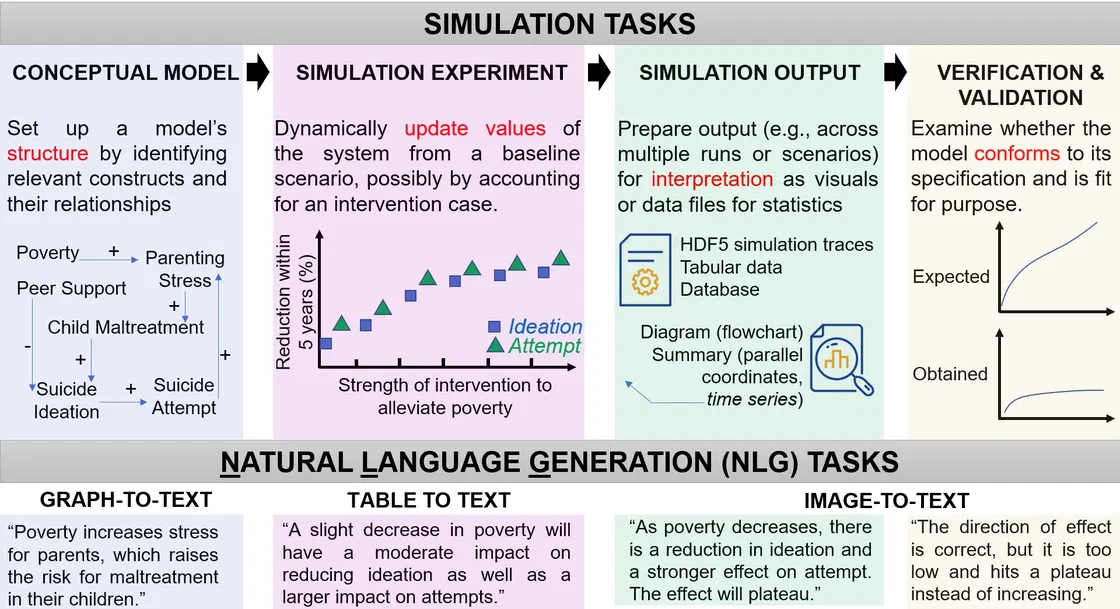 SIMULATION TASKS
CONCEPTUAL MODEL
Set up a model’s
structure by identifying
relevant constructs and
their relationships
Poverty
+
Parenting
Stress
Peer Support
+
Child Maltreatment
-
+
+
Suicide
Ideation
+
Suicide
Attempt
SIMULATION EXPERIMENT
Dynamically update values of
the system from a baseline
scenario, possibly by accounting
for an intervention case.
Reduction within
5 years (%)
Ideation
Attempt
Strength of intervention to
alleviate poverty
SIMULATION OUTPUT
Prepare output (e.g., across
multiple runs or scenarios)
for interpretation as visuals
or data files for statistics
HDF5 simulation traces
Tabular data
Database
Diagram (flowchart)
Summary (parallel
coordinates,
time series)
VERIFICATION &
VALIDATION
Examine whether the
model conforms to its
specification and is fit
for purpose.
Expected
Obtained
NATURAL LANGUAGE GENERATION (NLG) TASKS
GRAPH-TO-TEXT
“Poverty increases stress
for parents, which raises
the risk for maltreatment
in their children.”
TABLE TO TEXT
“A slight decrease in poverty will
have a moderate impact on
reducing ideation as well as a
larger impact on attempts.”
IMAGE-TO-TEXT
“As poverty decreases, there
is a reduction in ideation and
a stronger effect on attempt.
The effect will plateau.”
“The direction of effect
is correct, but it is too
low and hits a plateau
instead of increasing.”